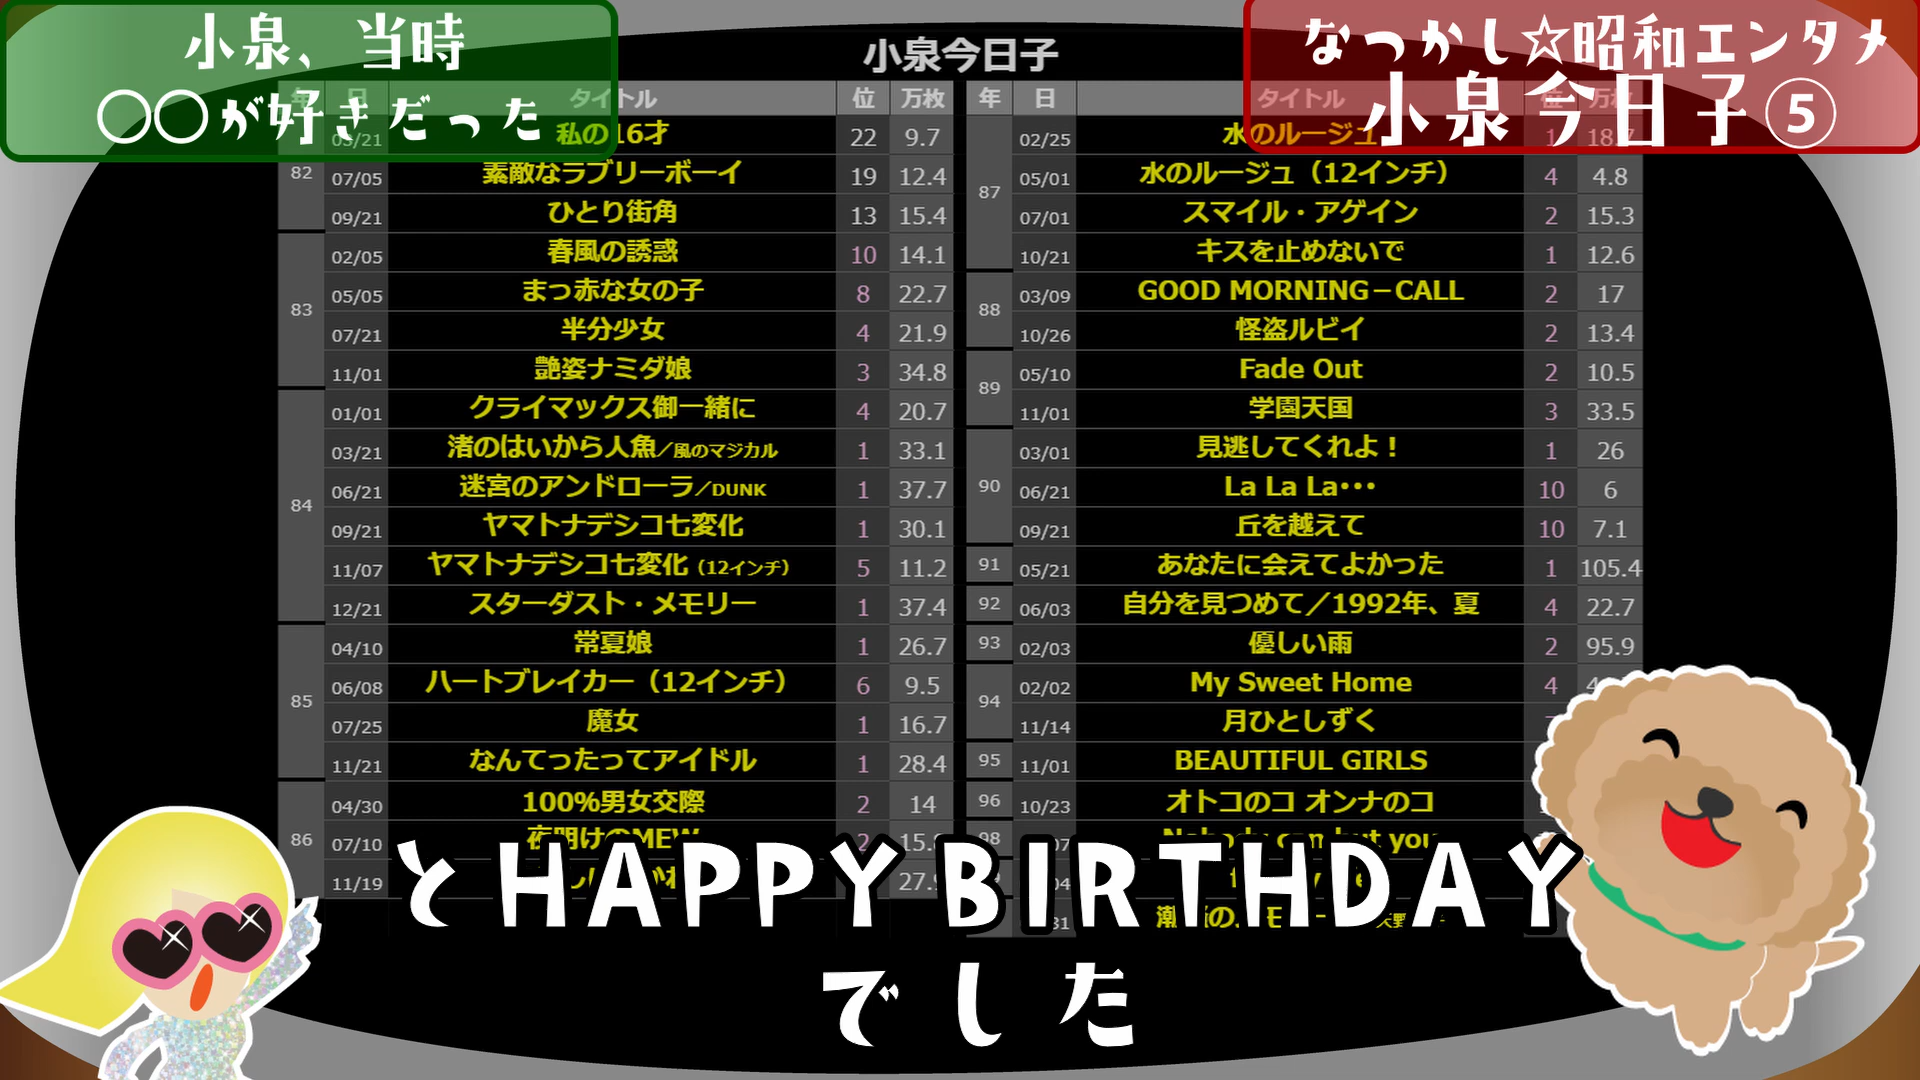 小泉、当時
○○が好きだった
なつかし☆昭和エンタメ
小泉今日子⑤
小泉今日子
タイトル 位 万枚
03/21 私の16才 22 9.7
82 07/05 素敵なラブリーボーイ 19 12.4
09/21 ひとり街角 13 15.4
02/05 春風の誘惑 10 14.1
83 05/05 まっ赤な女の子 8 22.7
07/21 半分少女 4 21.9
11/01 艶姿ナミダ娘 3 34.8
01/01 クライマックス御一緒に 4 20.7
03/21 渚のはいから人魚／風のマジカル 1 33.1
84 06/21 迷宮のアンドローラ／DUNK 1 37.7
09/21 ヤマトナデシコ七変化 1 30.1
11/07 ヤマトナデシコ七変化（12インチ） 5 11.2
12/21 スターダスト・メモリー 1 37.4
04/10 常夏娘 1 26.7
85 06/08 ハートブレイカー（12インチ） 6 9.5
07/25 魔女 1 16.7
11/21 なんてったってアイドル 1 28.4
04/30 100%男女交際 2 14
86 07/10 夜明けのMEW 2
11/19
年 日 タイトル 位 万枚
02/25 水のルージュ 1
87 05/01 水のルージュ（12インチ） 4 4.8
07/01 スマイル・アゲイン 2 15.3
10/21 キスを止めないで 1 12.6
88 03/09 GOOD MORNING－CALL 2 17
10/26 怪盗ルビイ 2 13.4
89 05/10 Fade Out 2 10.5
11/01 学園天国 3 33.5
03/01 見逃してくれよ！ 1 26
90 06/21 La La La･･･ 10 6
09/21 丘を越えて 10 7.1
91 05/21 あなたに会えてよかった 1 105.4
92 06/03 自分を見つめて／1992年、夏 4 22.7
93 02/03 優しい雨 2 95.9
94 02/02 My Sweet Home 4
11/14 月ひとしずく
95 11/01 BEAUTIFUL GIRLS
96 10/23 オトコのコ オンナのコ
98 Nobody can but you
とHAPPY BIRTHDAY
でした